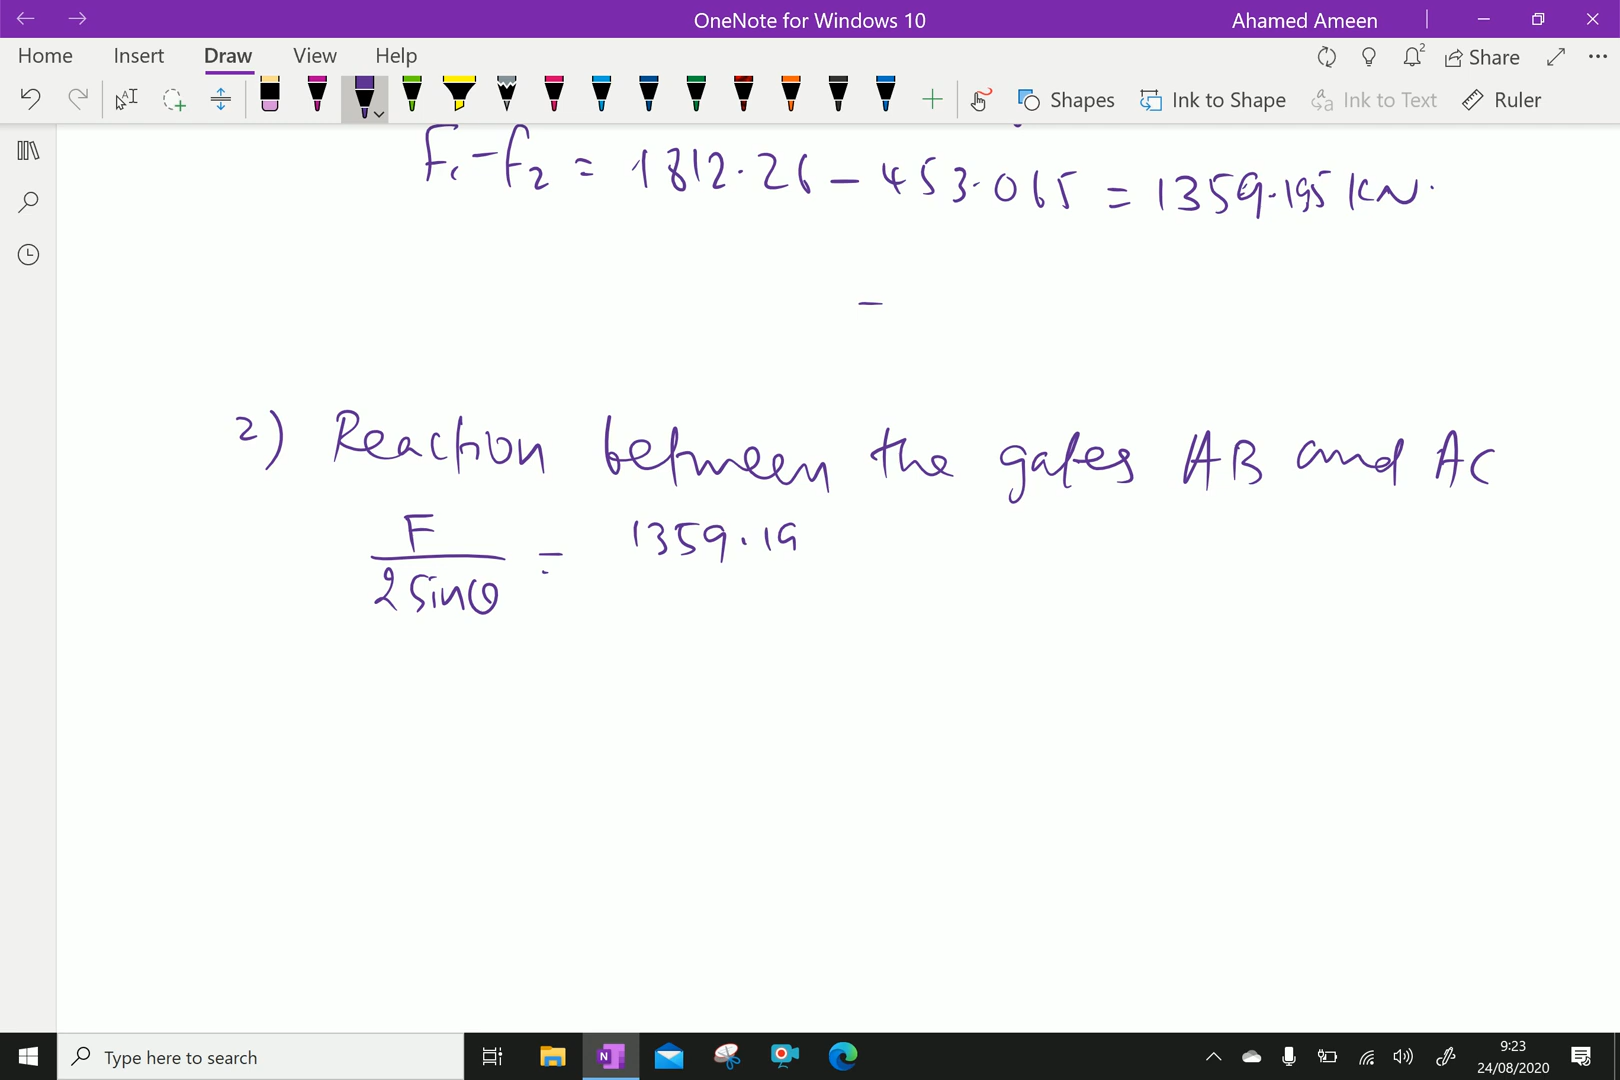 OneNote for Windows 10
Ahamed Ameen
Home Insert Draw View Help
2 Share
Shapes Ink to Shape Ink to Text Ruler
F1 - F2 = 1812.26 - 453.065 = 1359.195 KN.
-
2) Reaction between the gates AB and AC
F
2 sinθ
= 1359.19
Type here to search
N
9:23
24/08/2020